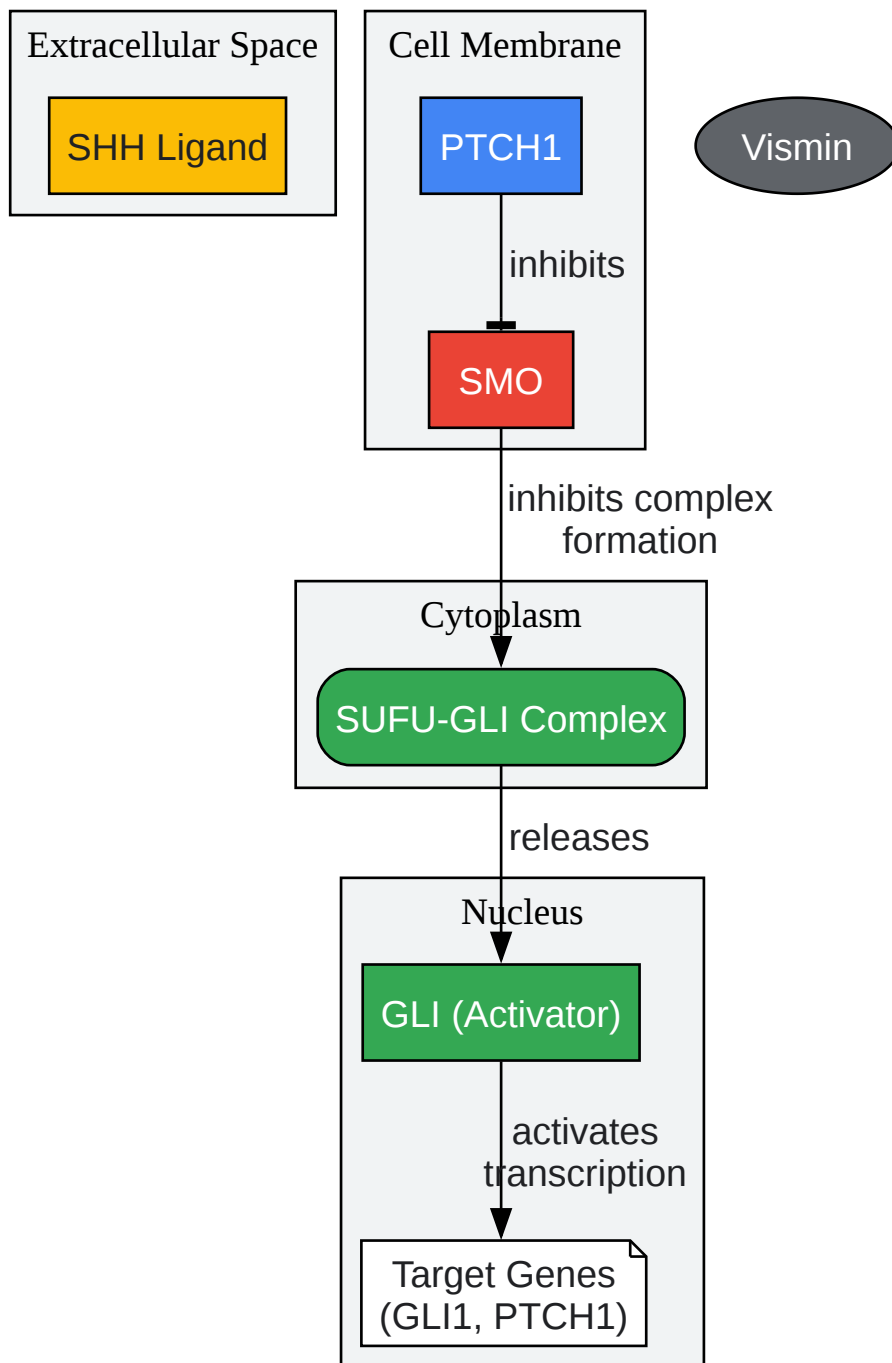 Extracellular Space
SHH Ligand
Cell Membrane
PTCH1
inhibits
SMO
Vismin
inhibits complex
formation
Cytoplasm
SUFU-GLI Complex
releases
Nucleus
GLI (Activator)
activates
transcription
Target Genes
(GLI1, PTCH1)